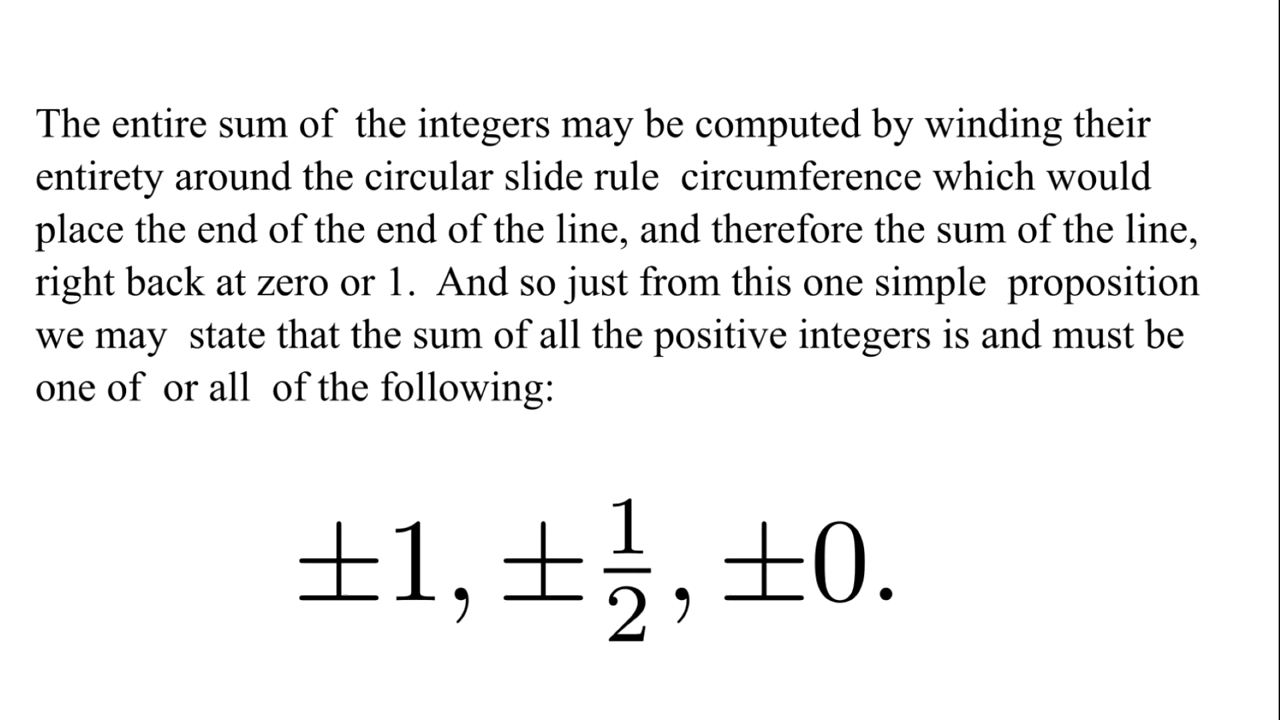 The entire sum of the integers may be computed by winding their
entirety around the circular slide rule circumference which would
place the end of the end of the line, and therefore the sum of the line,
right back at zero or 1. And so just from this one simple proposition
we may state that the sum of all the positive integers is and must be
one of or all of the following:
±1, ±½, ±0.